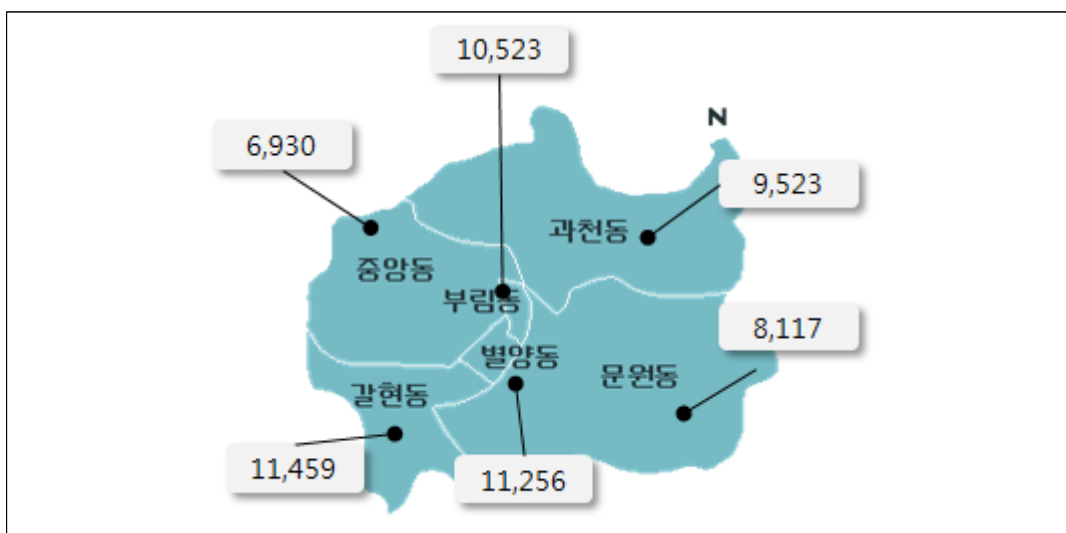 10,523
N
6,930
9,523
과천동
중앙동
부림동
8,117
별양동
문원동
갈현동
11,459
11,256